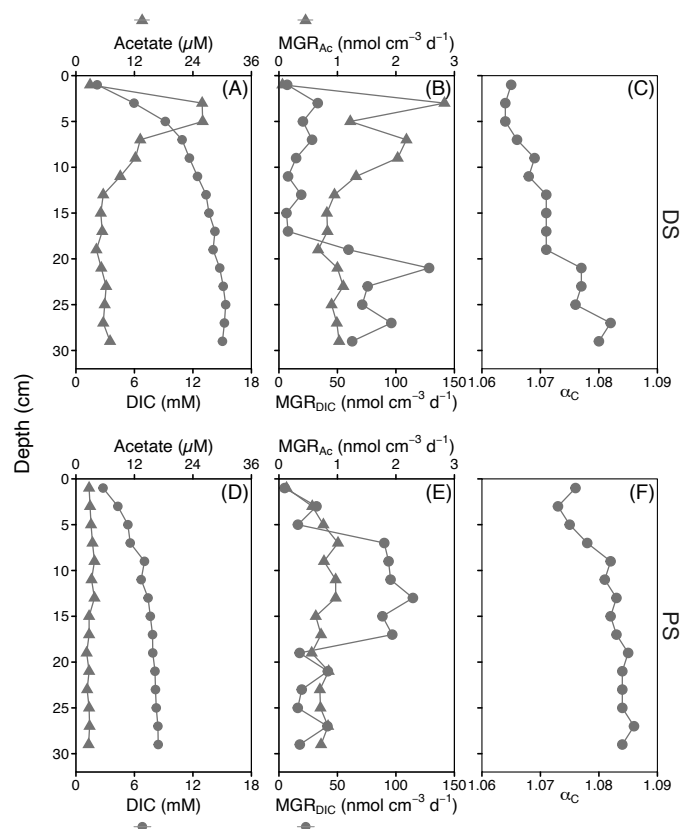 Acetate (µM) MGR_Ac (nmol cm⁻³ d⁻¹)
0 12 24 36 0 1 2 3
(A) (B) (C)
0
5
10
15
20
25
30
DS
0 6 12 18 0 50 100 150 1.06 1.07 1.08 1.09
DIC (mM) MGR_DIC (nmol cm⁻³ d⁻¹) α_C
Depth (cm)
Acetate (µM) MGR_Ac (nmol cm⁻³ d⁻¹)
0 12 24 36 0 1 2 3
(D) (E) (F)
0
5
10
15
20
25
30
PS
0 6 12 18 0 50 100 150 1.06 1.07 1.08 1.09
DIC (mM) MGR_DIC (nmol cm⁻³ d⁻¹) α_C